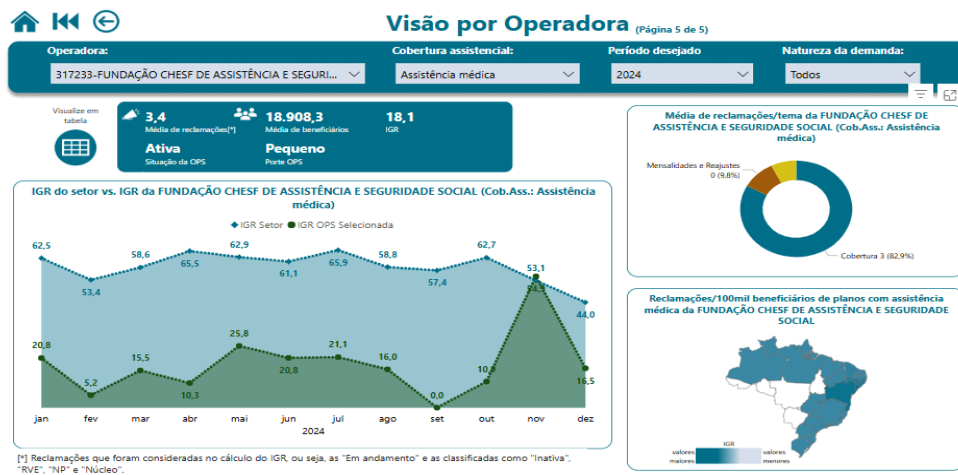 Visão por Operadora (Página 5 de 5)
Operadora:
Cobertura assistencial:
Período desejado
Natureza da demanda:
317233-FUNDAÇÃO CHESF DE ASSISTÊNCIA E SEGURI...
Assistência médica
2024
Todos
Visualize em
tabela
3,4
Média de reclamações[*]
18.908,3
Média de beneficiários
18,1
IGR
Ativa
Situação da OPS
Pequeno
Porte OPS
IGR do setor vs. IGR da FUNDAÇÃO CHESF DE ASSISTÊNCIA E SEGURIDADE SOCIAL (Cob.Ass.: Assistência
médica)
IGR Setor
IGR OPS Selecionada
62,5
53,4
58,6
65,5
62,9
61,1
65,9
58,8
57,4
62,7
53,1
44,0
20,8
5,2
15,5
10,3
25,8
20,8
21,1
16,0
0,0
16,5
jan fev mar abr mai jun jul ago set out nov dez
2024
[*] Reclamações que foram consideradas no cálculo do IGR, ou seja, as "Em andamento" e as classificadas como "Inativa",
"RVE", "NP" e "Núcleo".
Média de reclamações/tema da FUNDAÇÃO CHESF DE
ASSISTÊNCIA E SEGURIDADE SOCIAL (Cob.Ass.: Assistência
médica)
Mensalidades e Reajustes
0 (9,8%)
Cobertura 3 (82,9%)
Reclamações/100mil beneficiários de planos com assistência
médica da FUNDAÇÃO CHESF DE ASSISTÊNCIA E SEGURIDADE
SOCIAL
IGR
valores
maiores
valores
menores